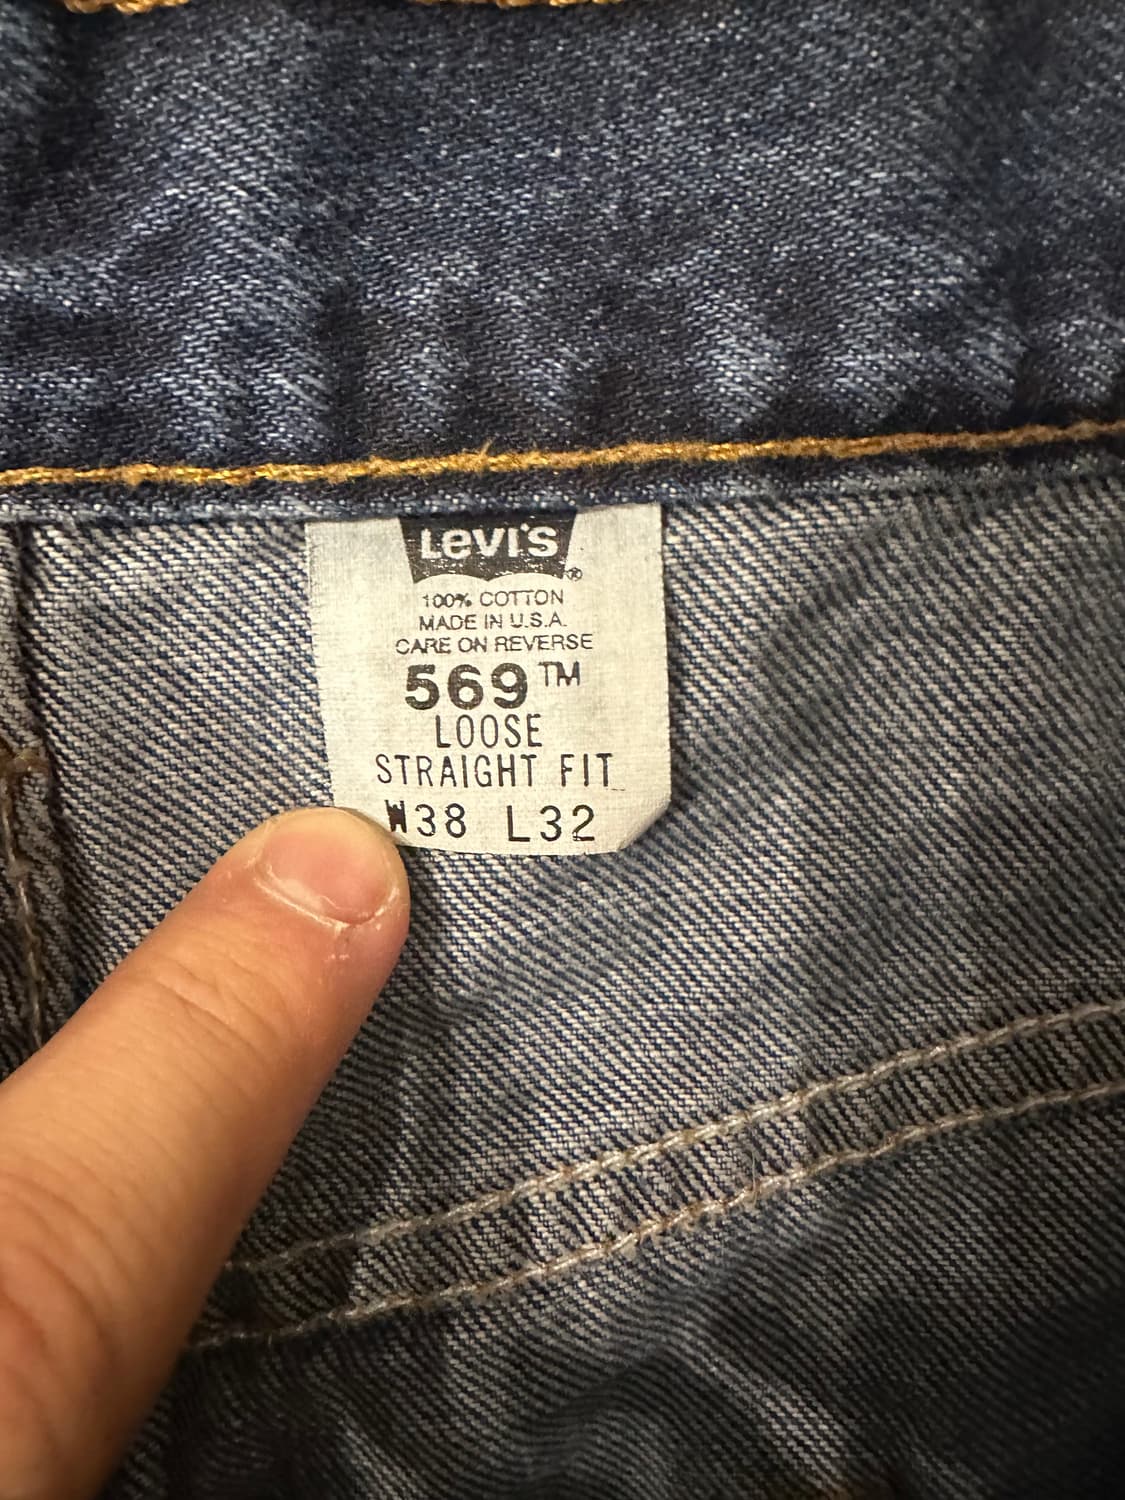 Levi's
®
100% COTTON
MADE IN U.S.A.
CARE ON REVERSE
569™
LOOSE
STRAIGHT FIT
W38 L32